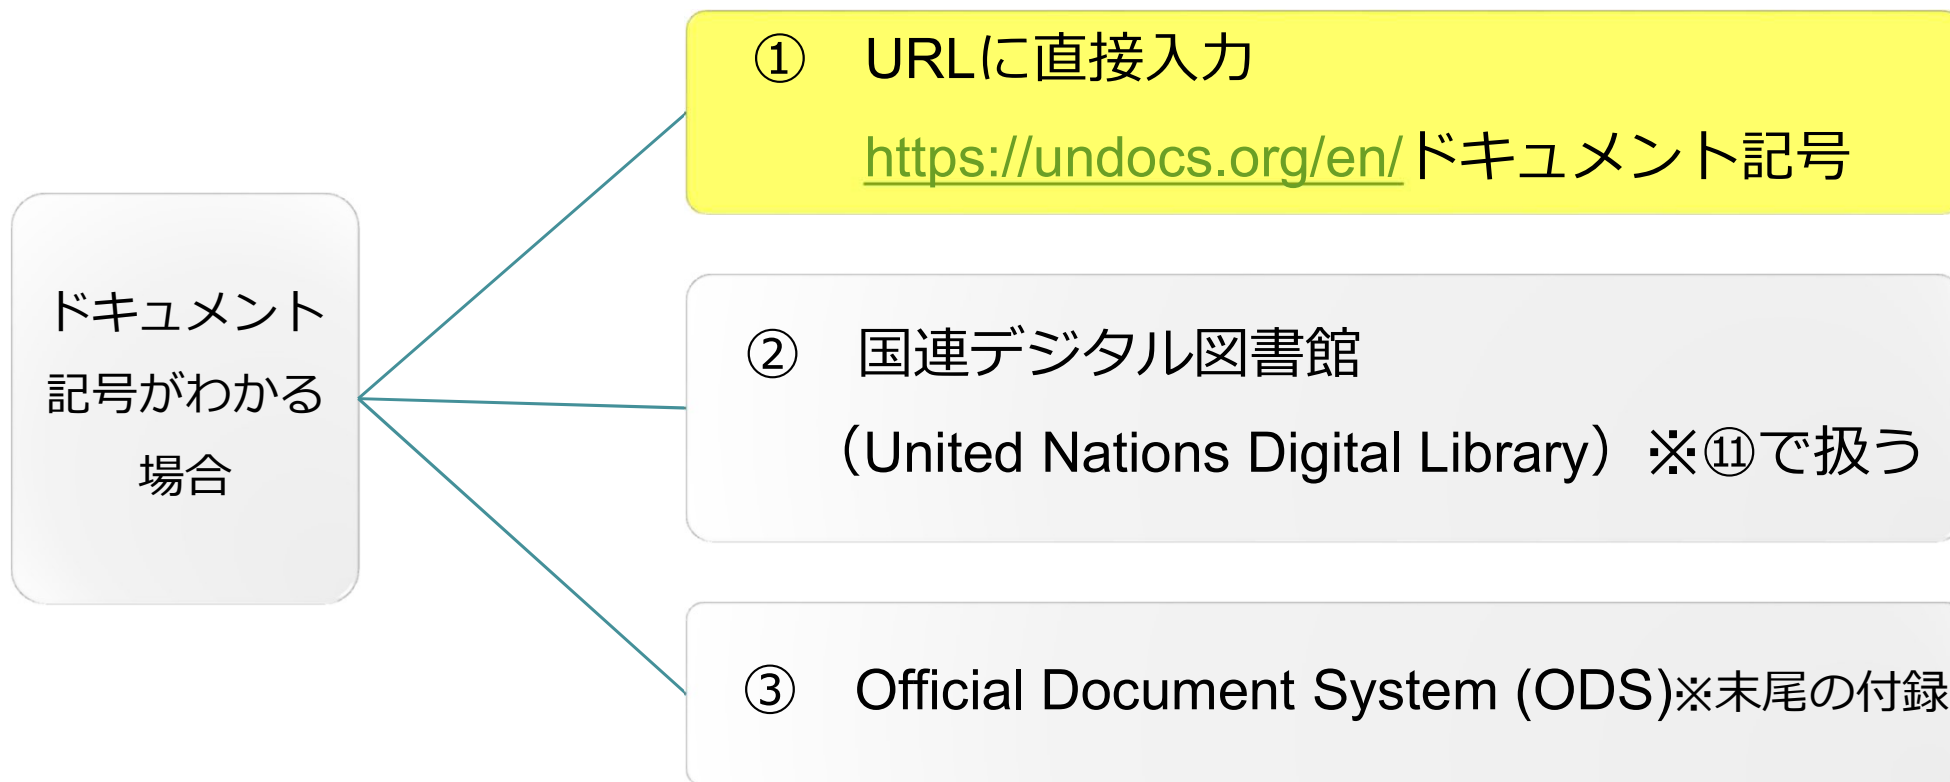 ドキュメント
記号がわかる
場合
① URLに直接入力
https://undocs.org/en/ドキュメント記号
② 国連デジタル図書館
（United Nations Digital Library）※⑪で扱う
③ Official Document System (ODS)※末尾の付録